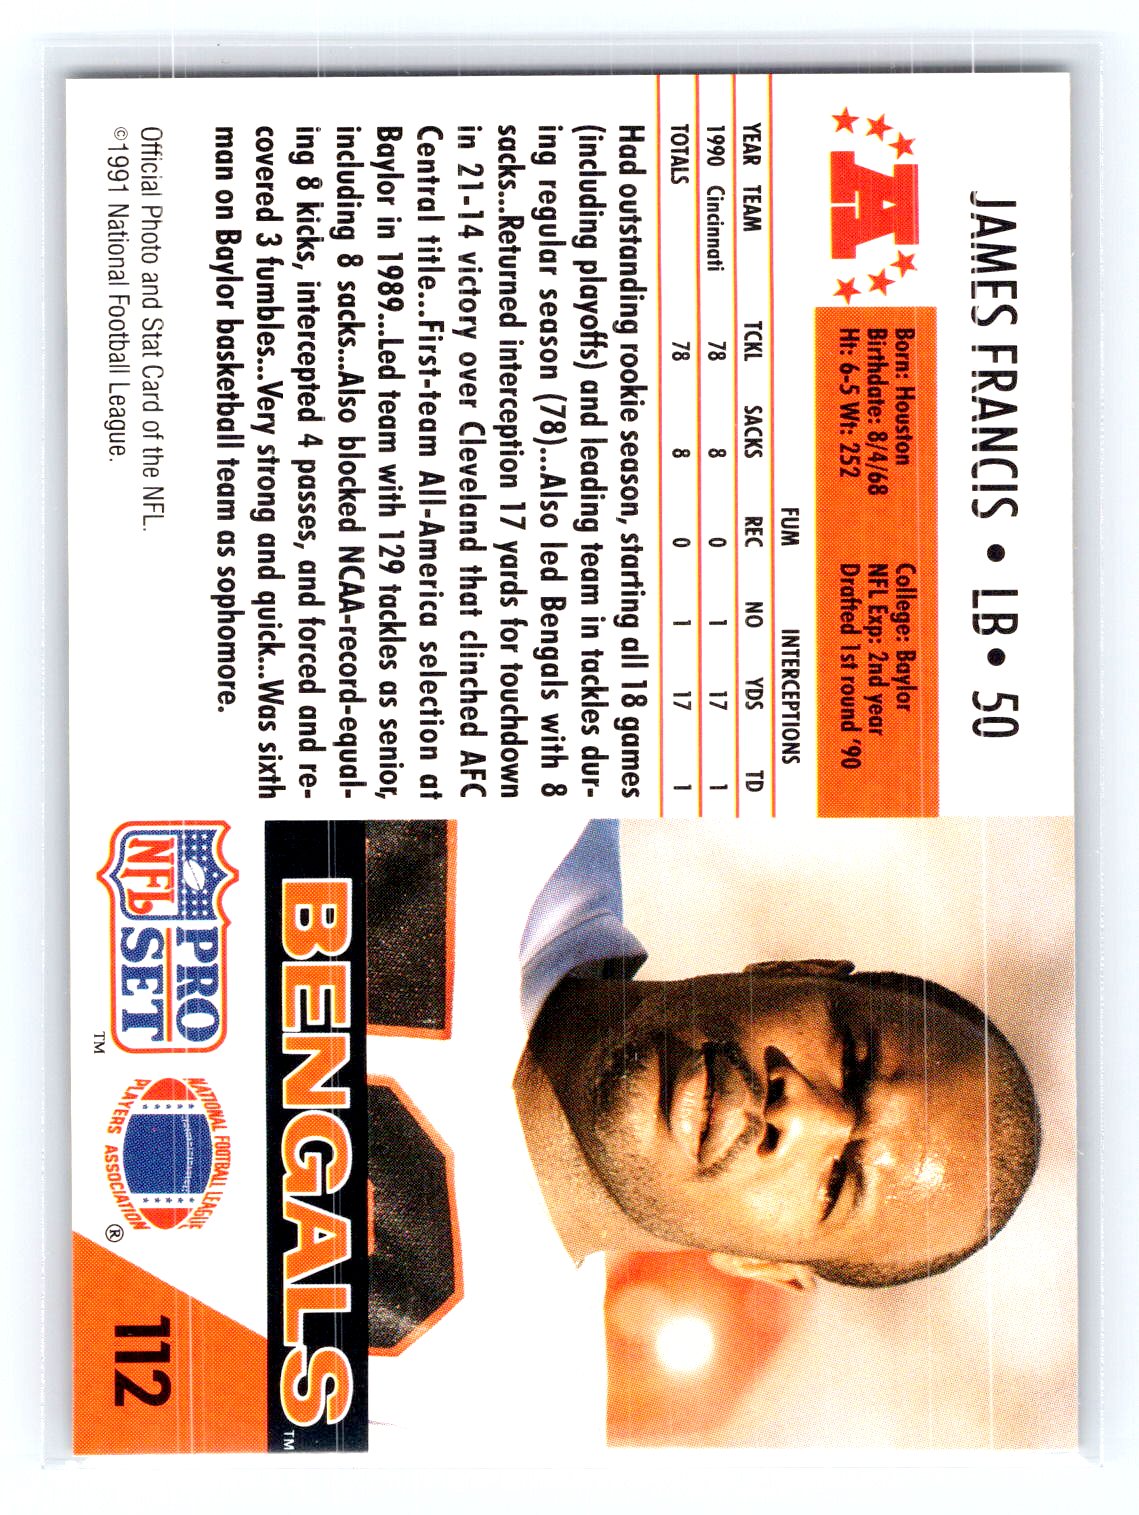 JAMES FRANCIS • LB • 50
A
Born: Houston
Birthdate: 8/4/68
Ht: 6-5 Wt: 252
College: Baylor
NFL Exp: 2nd year
Drafted 1st round '90
FUM INTERCEPTIONS
YEAR TEAM TCKL SACKS REC NO YDS TD
1990 Cincinnati 78 8 0 1 17 1
TOTALS 78 8 0 1 17 1
Had outstanding rookie season, starting all 18 games
(including playoffs) and leading team in tackles dur-
ing regular season (78)...Also led Bengals with 8
sacks...Returned interception 17 yards for touchdown
in 21-14 victory over Cleveland that clinched AFC
Central title...First-team All-America selection at
Baylor in 1989...Led team with 129 tackles as senior,
including 8 sacks...Also blocked NCAA-record-equal-
ing 8 kicks, intercepted 4 passes, and forced and re-
covered 3 fumbles...Very strong and quick...Was sixth
man on Baylor basketball team as sophomore.
Official Photo and Stat Card of the NFL.
©1991 National Football League.
BENGALS TM
NFL PRO SET TM
NATIONAL FOOTBALL LEAGUE
PLAYERS ASSOCIATION ®
112